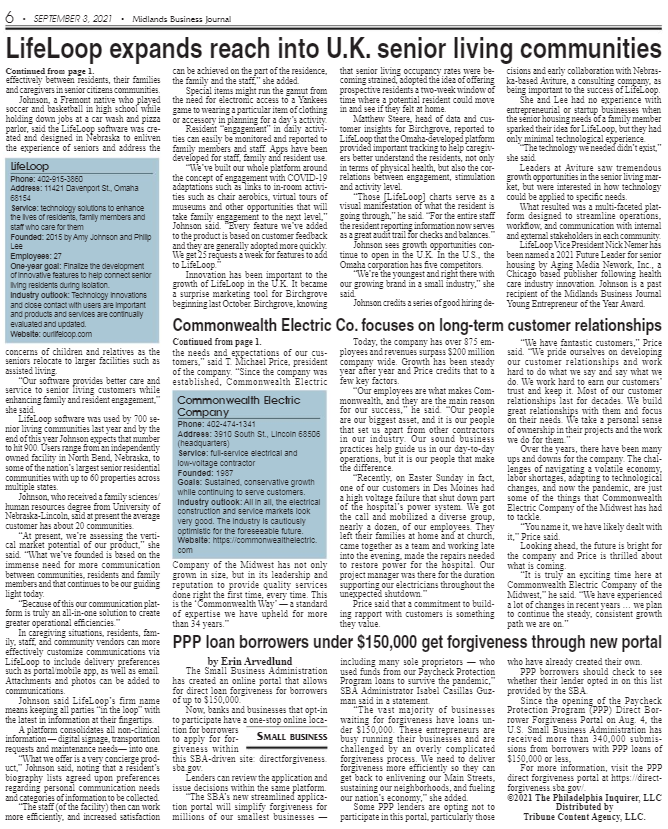 6 • SEPTEMBER 3, 2021 • Midlands Business Journal
LifeLoop expands reach into U.K. senior living communities
Continued from page 1.
effectively between residents, their families
and caregivers in senior citizens communities.
Johnson, a Fremont native who played
soccer and basketball in high school while
holding down jobs at a car wash and pizza
parlor, said the LifeLoop software was cre-
ated and designed in Nebraska to enliven
the experience of seniors and address the
LifeLoop
Phone: 402-915-3860
Address: 11421 Davenport St., Omaha
68154
Service: technology solutions to enhance
the lives of residents, family members and
staff who care for them
Founded: 2015 by Amy Johnson and Philip
Lee
Employees: 27
One-year goal: Finalize the development
of innovative features to help connect senior
living residents during isolation.
Industry outlook: Technology innovations
and close contact with users are important
and products and services are continually
evaluated and updated.
Website: ourlifeloop.com
concerns of children and relatives as the
seniors relocate to larger facilities such as
assisted living.
“Our software provides better care and
service to senior living customers while
enhancing family and resident engagement,”
she said.
LifeLoop software was used by 700 se-
nior living communities last year and by the
end of this year Johnson expects that number
to hit 900. Users range from an independently
owned facility in North Bend, Nebraska, to
some of the nation’s largest senior residential
communities with up to 60 properties across
multiple states.
Johnson, who received a family sciences/
human resources degree from University of
Nebraska-Lincoln, said at present the average
customer has about 20 communities.
“At present, we’re assessing the verti-
cal market potential of our product,” she
said. “What we’ve founded is based on the
immense need for more communication
between communities, residents and family
members and that continues to be our guiding
light today.
“Because of this our communication plat-
form is truly an all-in-one solution to create
greater operational efficiencies.”
In caregiving situations, residents, fam-
ily, staff, and community vendors can more
effectively customize communications via
LifeLoop to include delivery preferences
such as portal/mobile app, as well as email.
Attachments and photos can be added to
communications.
Johnson said LifeLoop’s firm name
means keeping all parties “in the loop” with
the latest in information at their fingertips.
A platform consolidates all non-clinical
information — digital signage, transportation
requests and maintenance needs— into one.
“What we offer is a very concierge prod-
uct,” Johnson said, noting that a resident’s
biography lists agreed upon preferences
regarding personal communication needs
and categories of information to be collected.
“The staff (of the facility) then can work
more efficiently, and increased satisfaction
can be achieved on the part of the residence,
the family and the staff,” she added.
Special items might run the gamut from
the need for electronic access to a Yankees
game to wearing a particular item of clothing
or accessory in planning for a day’s activity.
Resident “engagement” in daily activi-
ties can easily be monitored and reported to
family members and staff. Apps have been
developed for staff, family and resident use.
“We’ve built our whole platform around
the concept of engagement with COVID-19
adaptations such as links to in-room activi-
ties such as chair aerobics, virtual tours of
museums and other opportunities that will
take family engagement to the next level,”
Johnson said. “Every feature we’ve added
to the product is based on customer feedback
and they are generally adopted more quickly.
We get 25 requests a week for features to add
to LifeLoop.”
Innovation has been important to the
growth of LifeLoop in the U.K. It became
a surprise marketing tool for Birchgrove
beginning last October Birchgrove, knowing
that senior living occupancy rates were be-
coming strained, adopted the idea of offering
prospective residents a two-week window of
time where a potential resident could move
in and see if they felt at home.
Matthew Steere, head of data and cus-
tomer insights for Birchgrove, reported to
LifeLoop that the Omaha-developed platform
provided important tracking to help caregiv-
ers better understand the residents, not only
in terms of physical health, but also the cor-
relations between engagement, stimulation
and activity level.
“Those [LifeLoop] charts serve as a
visual manifestation of what the resident is
going through,” he said. “For the entire staff
the resident reporting information now serves
as a great audit trail for checks and balances.”
Johnson sees growth opportunities con-
tinue to open in the U.K. In the U.S., the
Omaha corporation has five competitors.
“We’re the youngest and right there with
our growing brand in a small industry,” she
said.
Johnson credits a series of good hiring de-
cisions and early collaboration with Nebras-
ka-based Aviture, a consulting company, as
being important to the success of LifeLoop.
She and Lee had no experience with
entrepreneurial or startup businesses when
the senior housing needs of a family member
sparked their idea for LifeLoop, but they had
only minimal technological experience.
“The technology we needed didn’t exist,”
she said.
Leaders at Aviture saw tremendous
growth opportunities in the senior living mar-
ket, but were interested in how technology
could be applied to specific needs.
What resulted was a multi-faceted plat-
form designed to streamline operations,
workflow, and communication with internal
and external stakeholders in each community.
LifeLoop Vice President Nick Nemer has
been named a 2021 Future Leader for senior
housing by Aging Media Network, Inc., a
Chicago based publisher following health
care industry innovation. Johnson is a past
recipient of the Midlands Business Journal
Young Entrepreneur of the Year Award.
Commonwealth Electric Co. focuses on long-term customer relationships
Continued from page 1.
the needs and expectations of our cus-
tomers,” said T. Michael Price, president
of the company. “Since the company was
established, Commonwealth Electric
Commonwealth Electric
Company
Phone: 402-474-1341
Address: 3910 South St., Lincoln 68506
(headquarters)
Service: full-service electrical and
low-voltage contractor
Founded: 1987
Goals: Sustained, conservative growth
while continuing to serve customers.
Industry outlook: All in all, the electrical
construction and service markets look
very good. The industry is cautiously
optimistic for the foreseeable future.
Website: https://commonwealthelectric.
com
Company of the Midwest has not only
grown in size, but in its leadership and
reputation to provide quality services
done right the first time, every time. This
is the ‘Commonwealth Way’ — a standard
of expertise we have upheld for more
than 34 years.”
Today, the company has over 875 em-
ployees and revenues surpass $200 million
company wide. Growth has been steady
year after year and Price credits that to a
few key factors.
“Our employees are what makes Com-
monwealth, and they are the main reason
for our success,” he said. “Our people
are our biggest asset, and it is our people
that set us apart from other contractors
in our industry. Our sound business
practices help guide us in our day-to-day
operations, but it is our people that make
the difference.
“Recently, on Easter Sunday in fact,
one of our customers in Des Moines had
a high voltage failure that shut down part
of the hospital’s power system. We got
the call and mobilized a diverse group,
nearly a dozen, of our employees. They
left their families at home and at church,
came together as a team and working late
into the evening, made the repairs needed
to restore power for the hospital. Our
project manager was there for the duration
supporting our electricians throughout the
unexpected shutdown.”
Price said that a commitment to build-
ing rapport with customers is something
they value.
“We have fantastic customers,” Price
said. “We pride ourselves on developing
our customer relationships and work
hard to do what we say and say what we
do. We work hard to earn our customers’
trust and keep it. Most of our customer
relationships last for decades. We build
great relationships with them and focus
on their needs. We take a personal sense
of ownership in their projects and the work
we do for them.”
Over the years, there have been many
ups and downs for the company. The chal-
lenges of navigating a volatile economy,
labor shortages, adapting to technological
changes, and now the pandemic, are just
some of the things that Commonwealth
Electric Company of the Midwest has had
to tackle.
“You name it, we have likely dealt with
it,” Price said.
Looking ahead, the future is bright for
the company and Price is thrilled about
what is coming.
“It is truly an exciting time here at
Commonwealth Electric Company of the
Midwest,” he said. “We have experienced
a lot of changes in recent years … we plan
to continue the steady, consistent growth
path we are on.”
PPP loan borrowers under $150,000 get forgiveness through new portal
by Erin Arvedlund
The Small Business Administration
has created an online portal that allows
for direct loan forgiveness for borrowers
of up to $150,000.
Now, banks and businesses that opt-in
to participate have a one-stop online loca-
tion for borrowers
to apply for for-
giveness within
SMALL BUSINESS
this SBA-driven site: directforgiveness.
sba.gov.
Lenders can review the application and
issue decisions within the same platform.
“The SBA’s new streamlined applica-
tion portal will simplify forgiveness for
millions of our smallest businesses —
including many sole proprietors — who
used funds from our Paycheck Protection
Program loans to survive the pandemic,”
SBA Administrator Isabel Casillas Guz-
man said in a statement.
“The vast majority of businesses
waiting for forgiveness have loans un-
der $150,000. These entrepreneurs are
busy running their businesses and are
challenged by an overly complicated
forgiveness process. We need to deliver
forgiveness more efficiently so they can
get back to enlivening our Main Streets,
sustaining our neighborhoods, and fueling
our nation’s economy,” she added.
Some PPP lenders are opting not to
participate in this portal, particularly those
who have already created their own.
PPP borrowers should check to see
whether their lender opted in on this list
provided by the SBA.
Since the opening of the Paycheck
Protection Program (PPP) Direct Bor-
rower Forgiveness Portal on Aug. 4, the
U.S. Small Business Administration has
received more than 340,000 submis-
sions from borrowers with PPP loans of
$150,000 or less.
For more information, visit the PPP
direct forgiveness portal at https://direct-
forgiveness.sba.gov/.
©2021 The Philadelphia Inquirer, LLC
Distributed by
Tribune Content Agency, LLC.